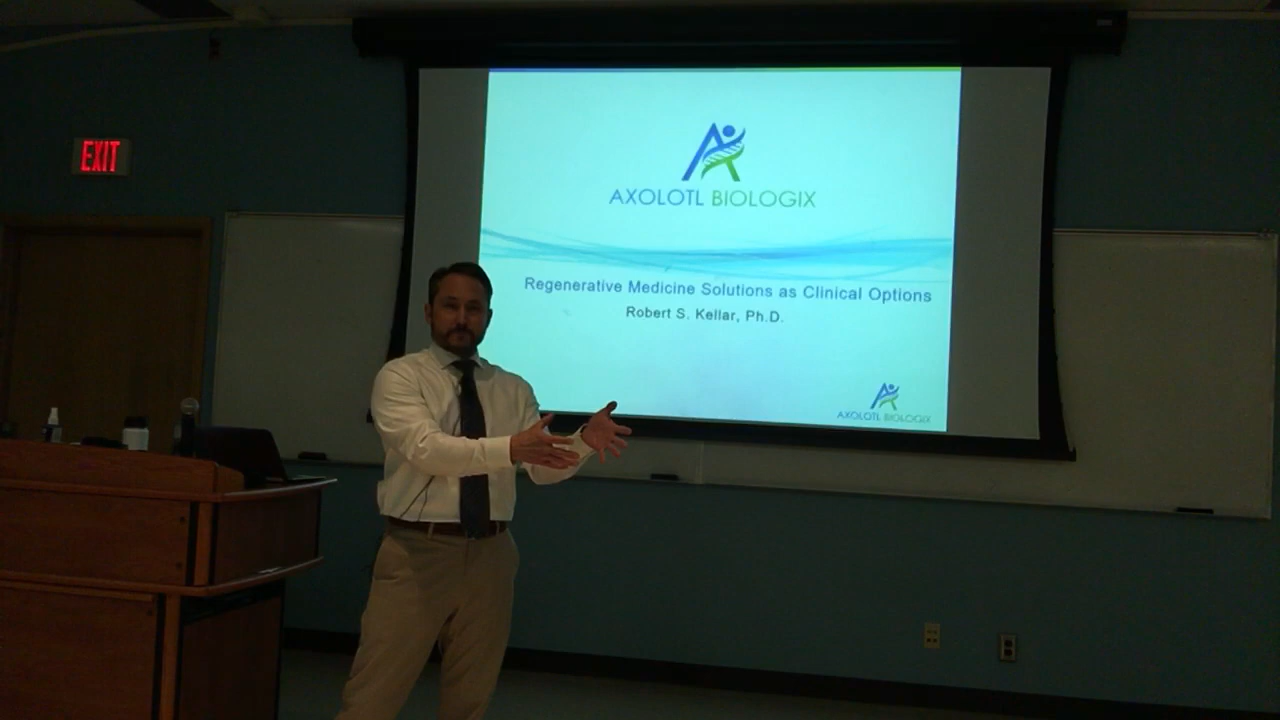 EXIT
AXOLOTL BIOLOGIX
Regenerative Medicine Solutions as Clinical Options
Robert S. Kellar, Ph.D.
AXOLOTL BIOLOGIX